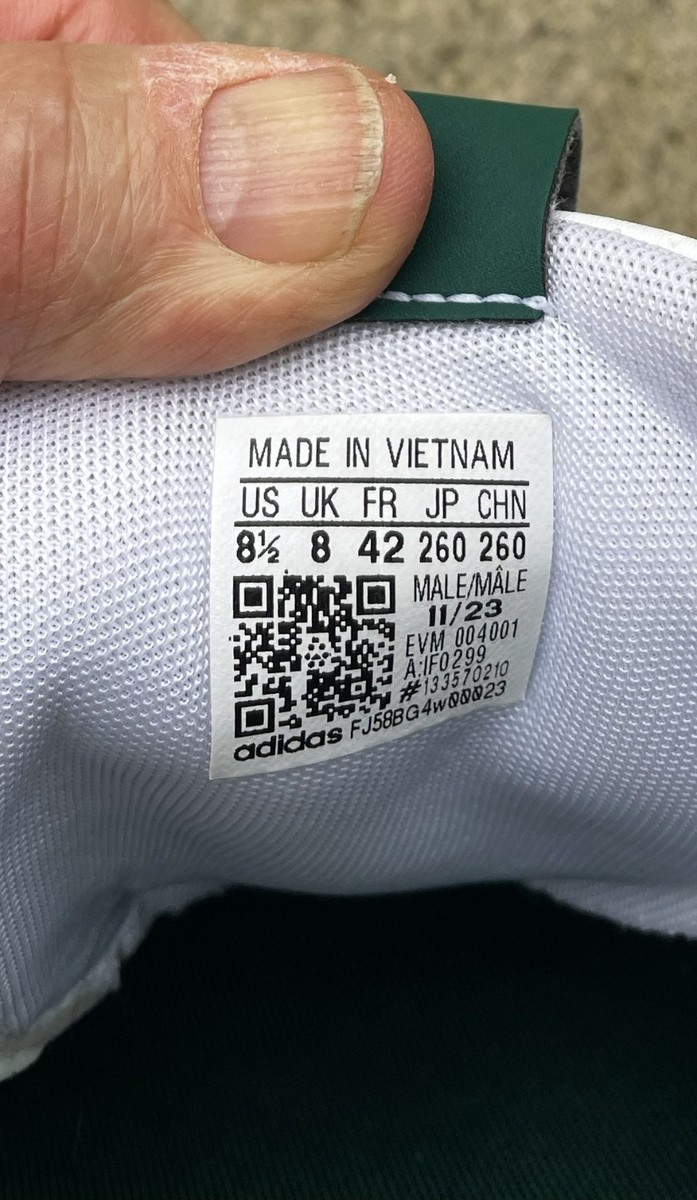 MADE IN VIETNAM
US UK FR JP CHN
8½ 8 42 260 260
MALE/MÂLE
11/23
EVM 004001
A:IF0299
#133570210
adidas FJ58BG4w00023